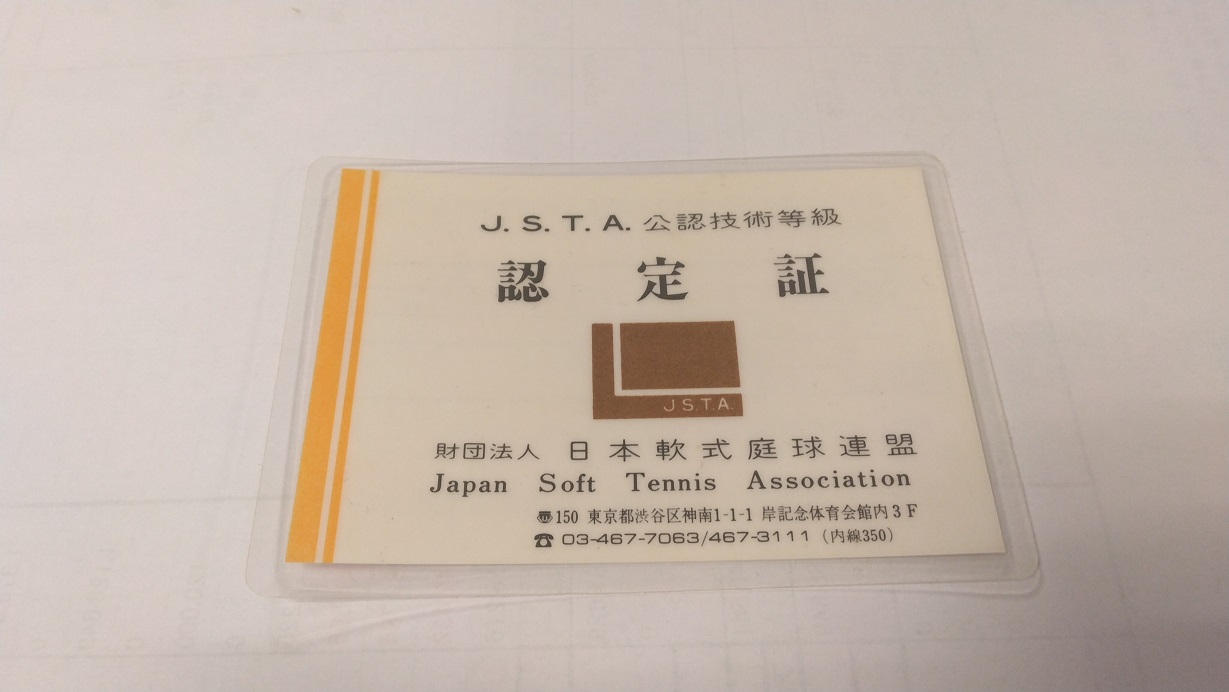 J. S. T. A. 公認技術等級
認定証
J.S.T.A.
財団法人 日本軟式庭球連盟
Japan Soft Tennis Association
150 東京都渋谷区神南1-1-1 岸記念体育会館内3F
☎ 03-467-7063/467-3111（内線350）